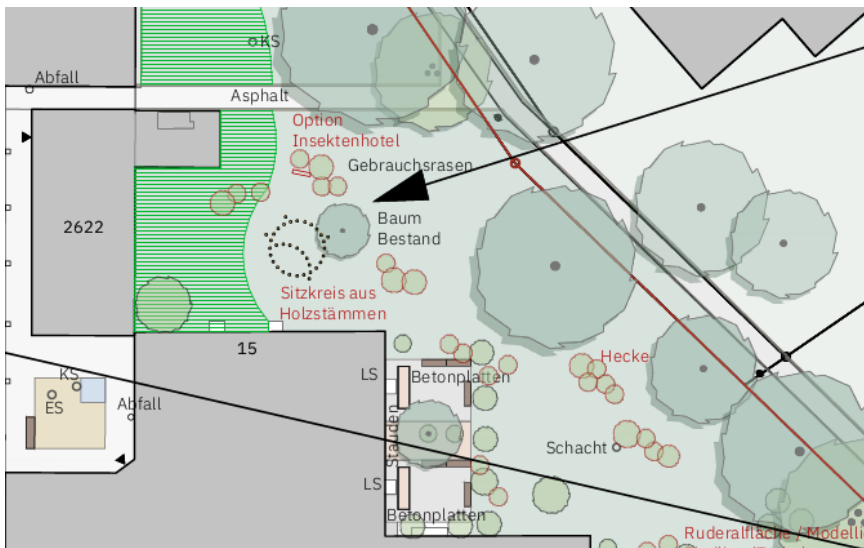 KS
Abfall
Asphalt
Option
Insektenhotel
Gebrauchsrasen
2622
Baum
Bestand
Sitzkreis aus
Holzstämmen
15
Hecke
LS
Betonplatten
KS
ES
Abfall
Stauden
Schacht
LS
Betonplatten
Ruderalfläche / Modelli